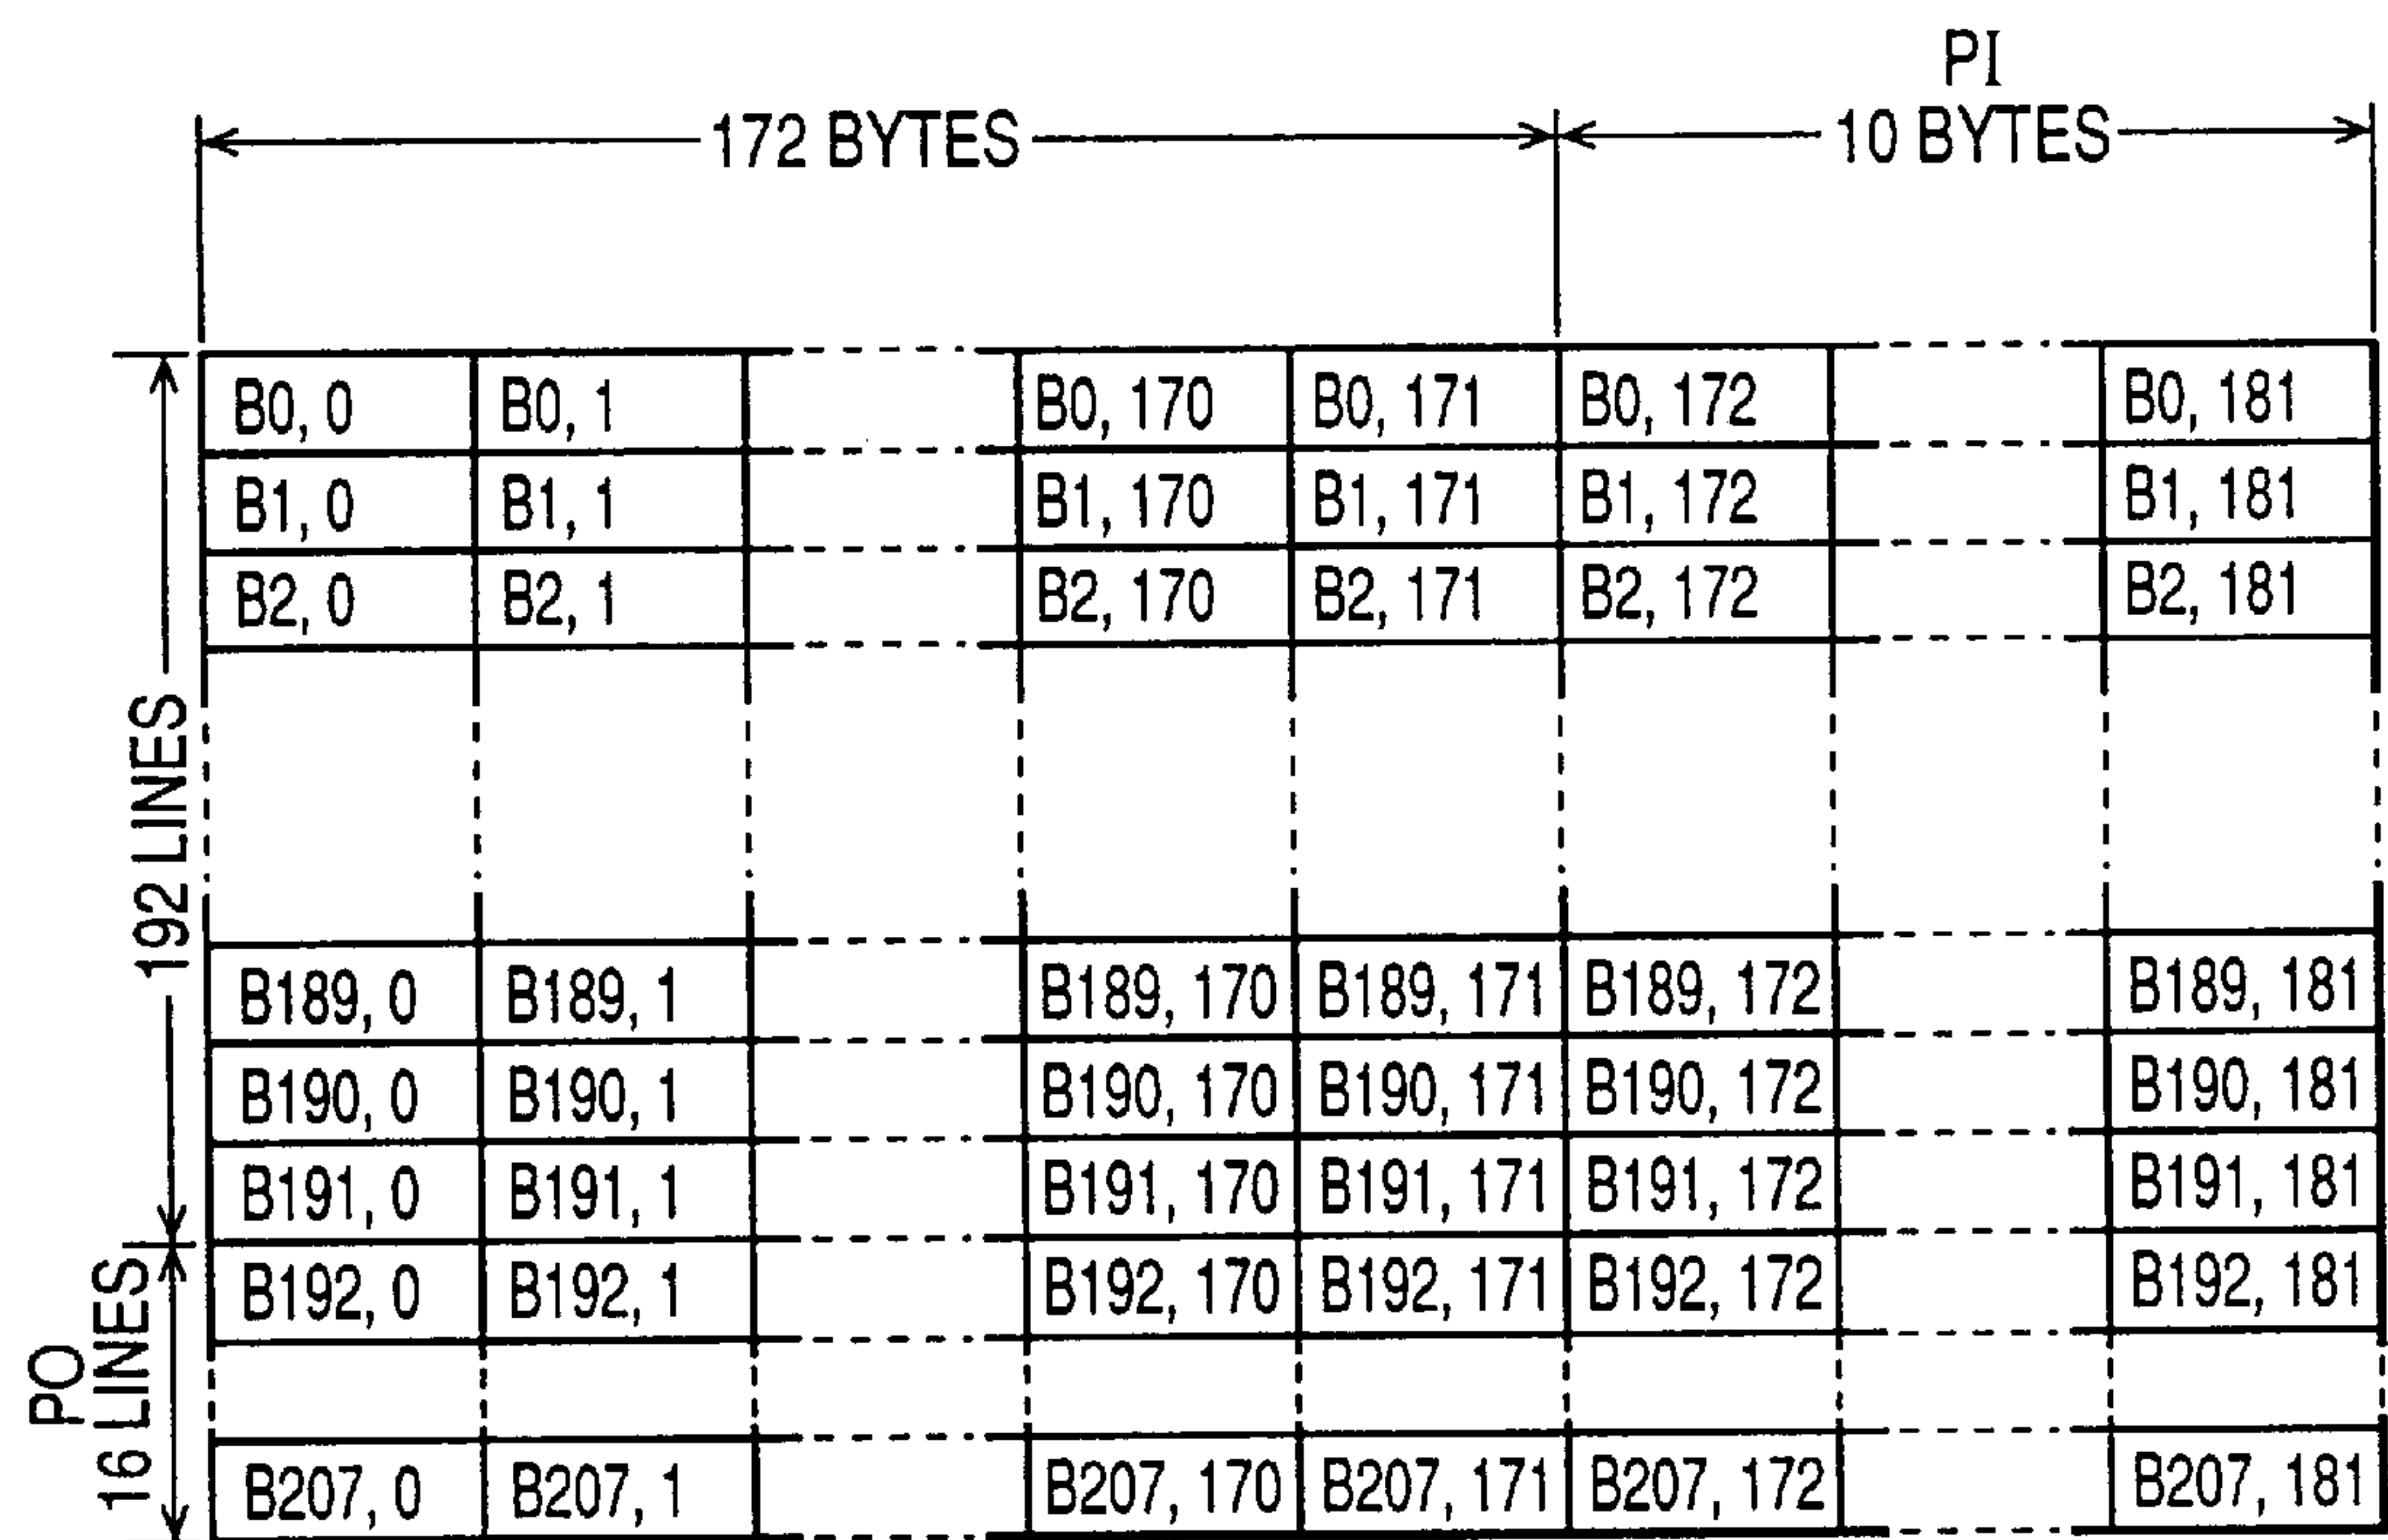 PI
172 BYTES 10 BYTES
B0, 0 B0, 1 B0, 170 B0, 171 B0, 172 B0, 181
B1, 0 B1, 1 B1, 170 B1, 171 B1, 172 B1, 181
B2, 0 B2, 1 B2, 170 B2, 171 B2, 172 B2, 181
192 LINES
B189, 0 B189, 1 B189, 170 B189, 171 B189, 172 B189, 181
B190, 0 B190, 1 B190, 170 B190, 171 B190, 172 B190, 181
B191, 0 B191, 1 B191, 170 B191, 171 B191, 172 B191, 181
B192, 0 B192, 1 B192, 170 B192, 171 B192, 172 B192, 181
PO
16 LINES
B207, 0 B207, 1 B207, 170 B207, 171 B207, 172 B207, 181